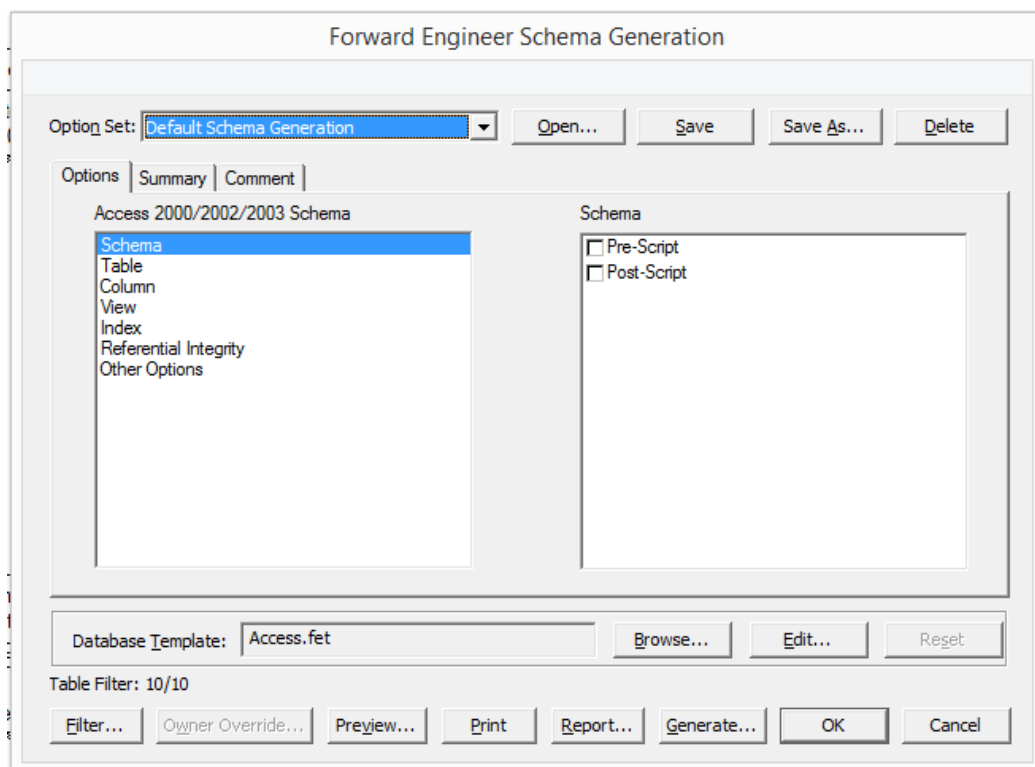 Forward Engineer Schema Generation
Option Set: Default Schema Generation Open... Save Save As... Delete
Options Summary Comment
Access 2000/2002/2003 Schema Schema
Schema Pre-Script
Table Post-Script
Column
View
Index
Referential Integrity
Other Options
Database Template: Access.fet Browse... Edit... Reset
Table Filter: 10/10
Filter... Owner Override... Preview... Print Report... Generate... OK Cancel